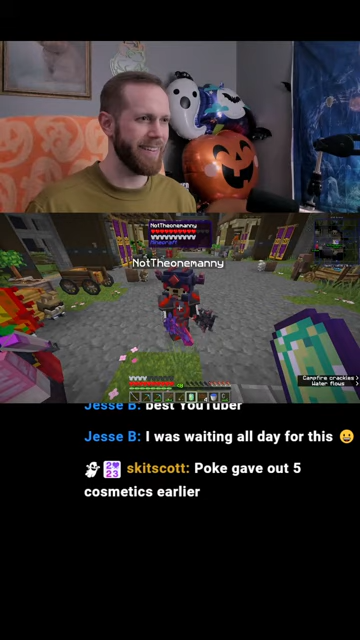 NotTheonemanny
Minecraft
NotTheonemanny
Campfire crackles >
Water flows >
Jesse B: best YouTuber
Jesse B: I was waiting all day for this 😀
skitscott: Poke gave out 5
cosmetics earlier